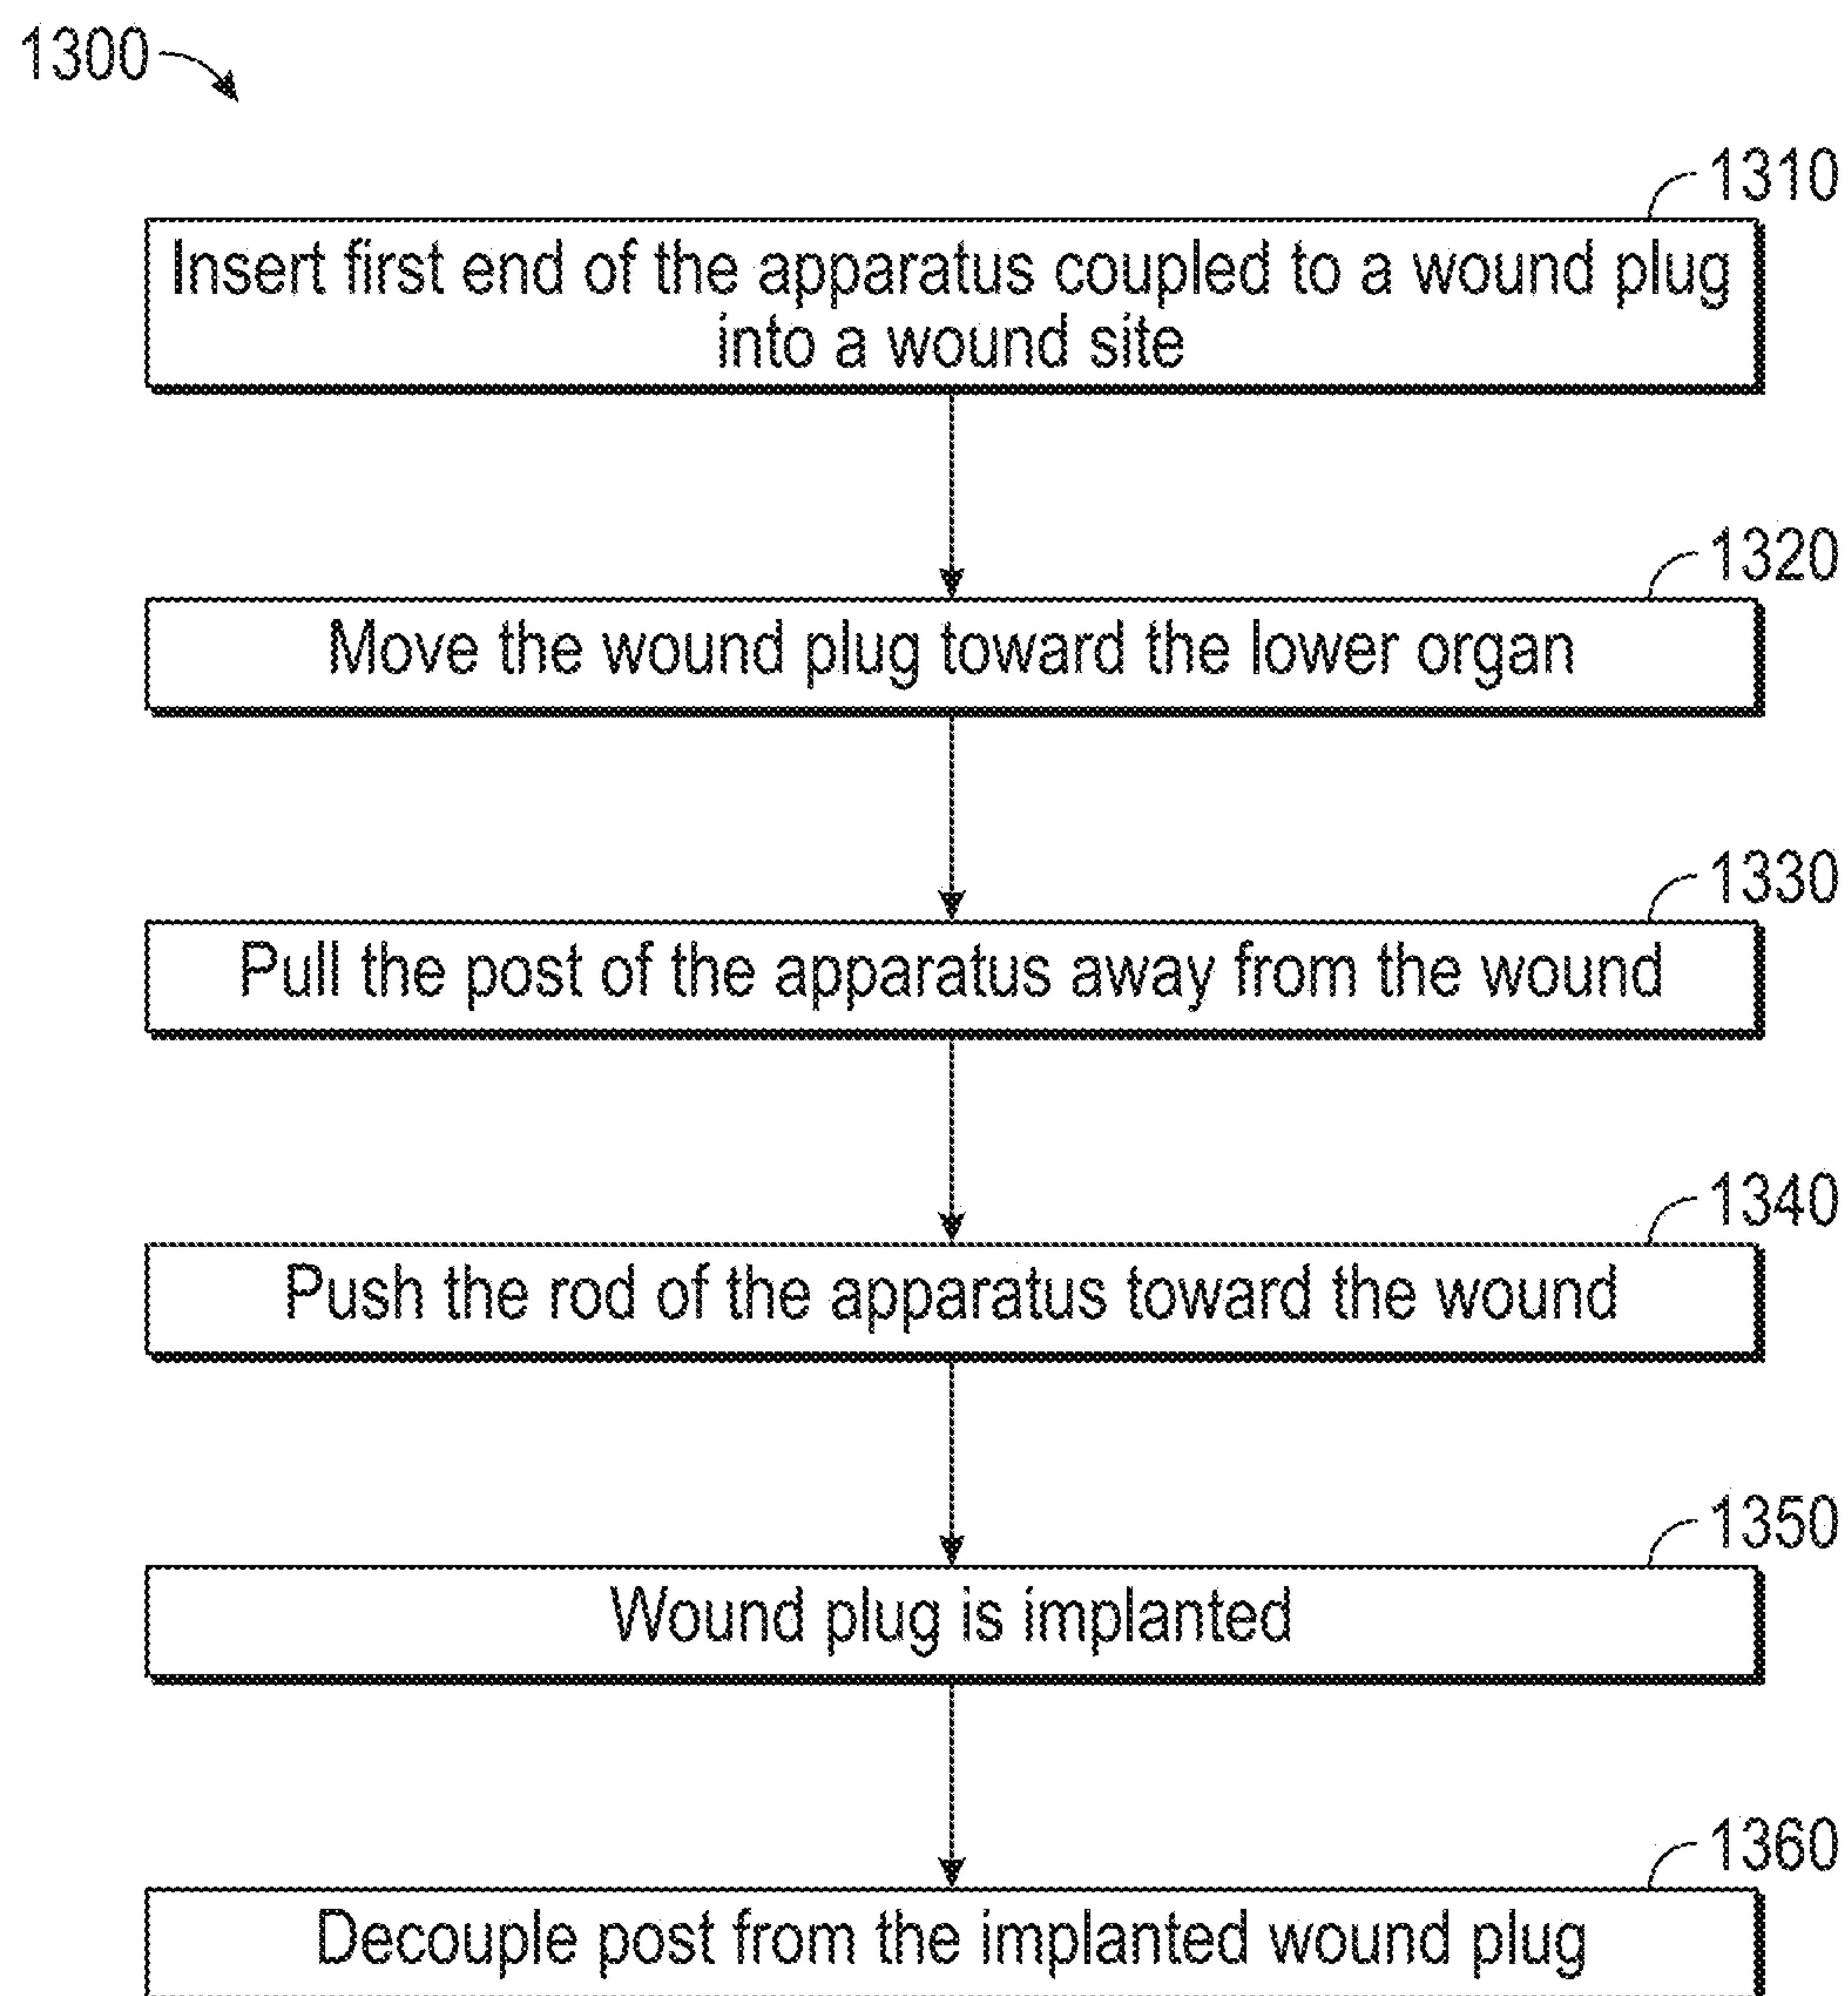 1300
1310
Insert first end of the apparatus coupled to a wound plug
into a wound site
1320
Move the wound plug toward the lower organ
1330
Pull the post of the apparatus away from the wound
1340
Push the rod of the apparatus toward the wound
1350
Wound plug is implanted
1360
Decouple post from the implanted wound plug